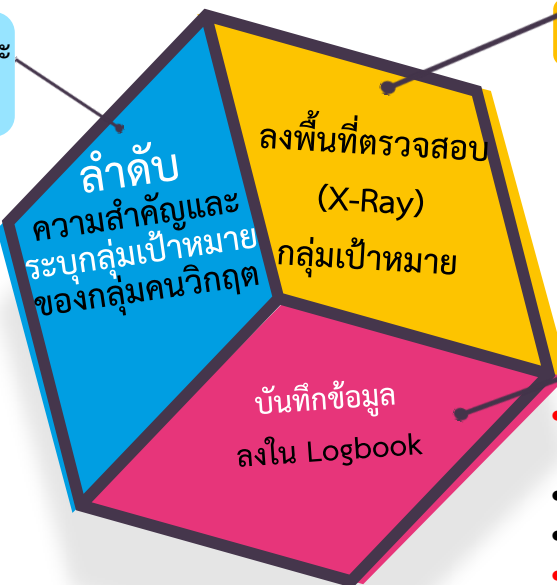 ลำดับ
ความสำคัญและ
ระบุกลุ่มเป้าหมาย
ของกลุ่มคนวิกฤต
ลงพื้นที่ตรวจสอบ
(X-Ray)
กลุ่มเป้าหมาย
บันทึกข้อมูล
ลงใน Logbook